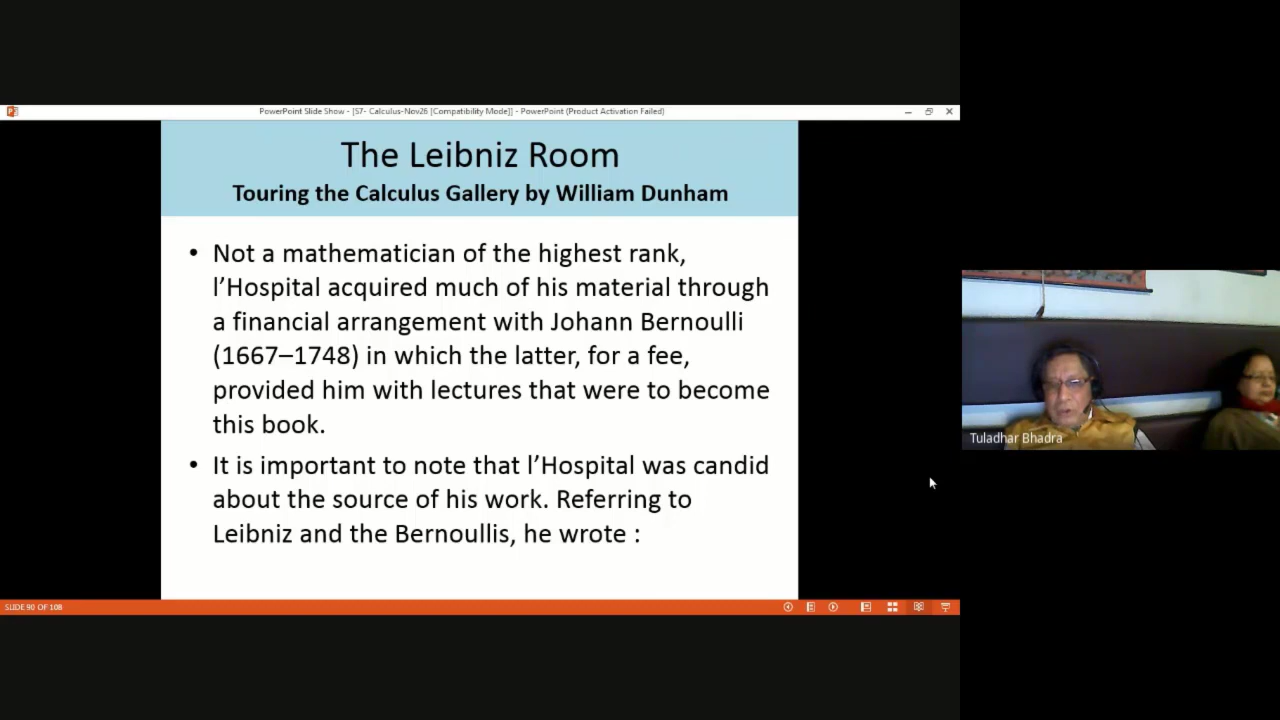 PowerPoint Slide Show - [S7- Calculus-Nov26 [Compatibility Mode]] - PowerPoint (Product Activation Failed)
The Leibniz Room
Touring the Calculus Gallery by William Dunham
• Not a mathematician of the highest rank,
l’Hospital acquired much of his material through
a financial arrangement with Johann Bernoulli
(1667–1748) in which the latter, for a fee,
provided him with lectures that were to become
this book.
• It is important to note that l’Hospital was candid
about the source of his work. Referring to
Leibniz and the Bernoullis, he wrote :
Tuladhar Bhadra
SLIDE 90 OF 108